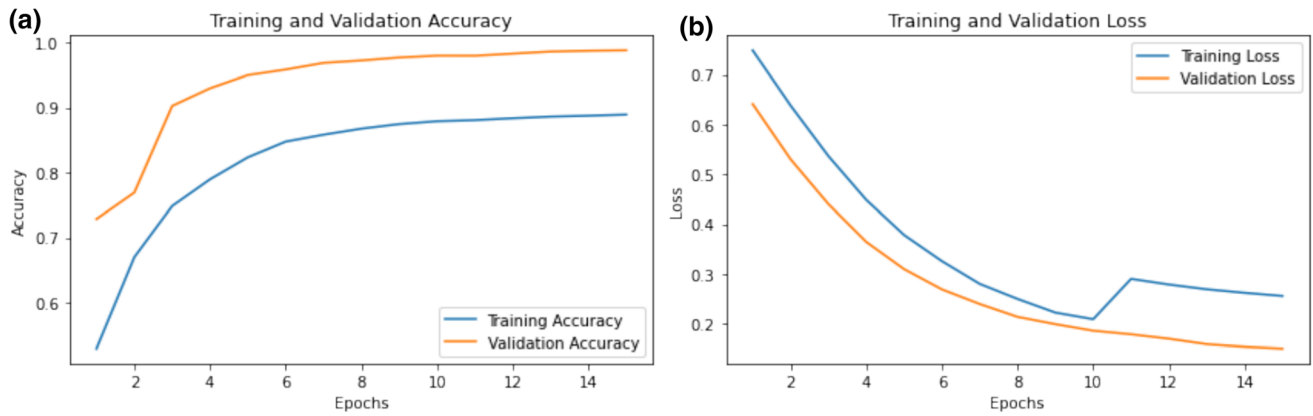 (a)
Training and Validation Accuracy
1.0
0.9
0.8
0.7
0.6
Accuracy
Training Accuracy
Validation Accuracy
2 4 6 8 10 12 14
Epochs
(b)
Training and Validation Loss
0.7
0.6
0.5
0.4
0.3
0.2
Loss
Training Loss
Validation Loss
2 4 6 8 10 12 14
Epochs